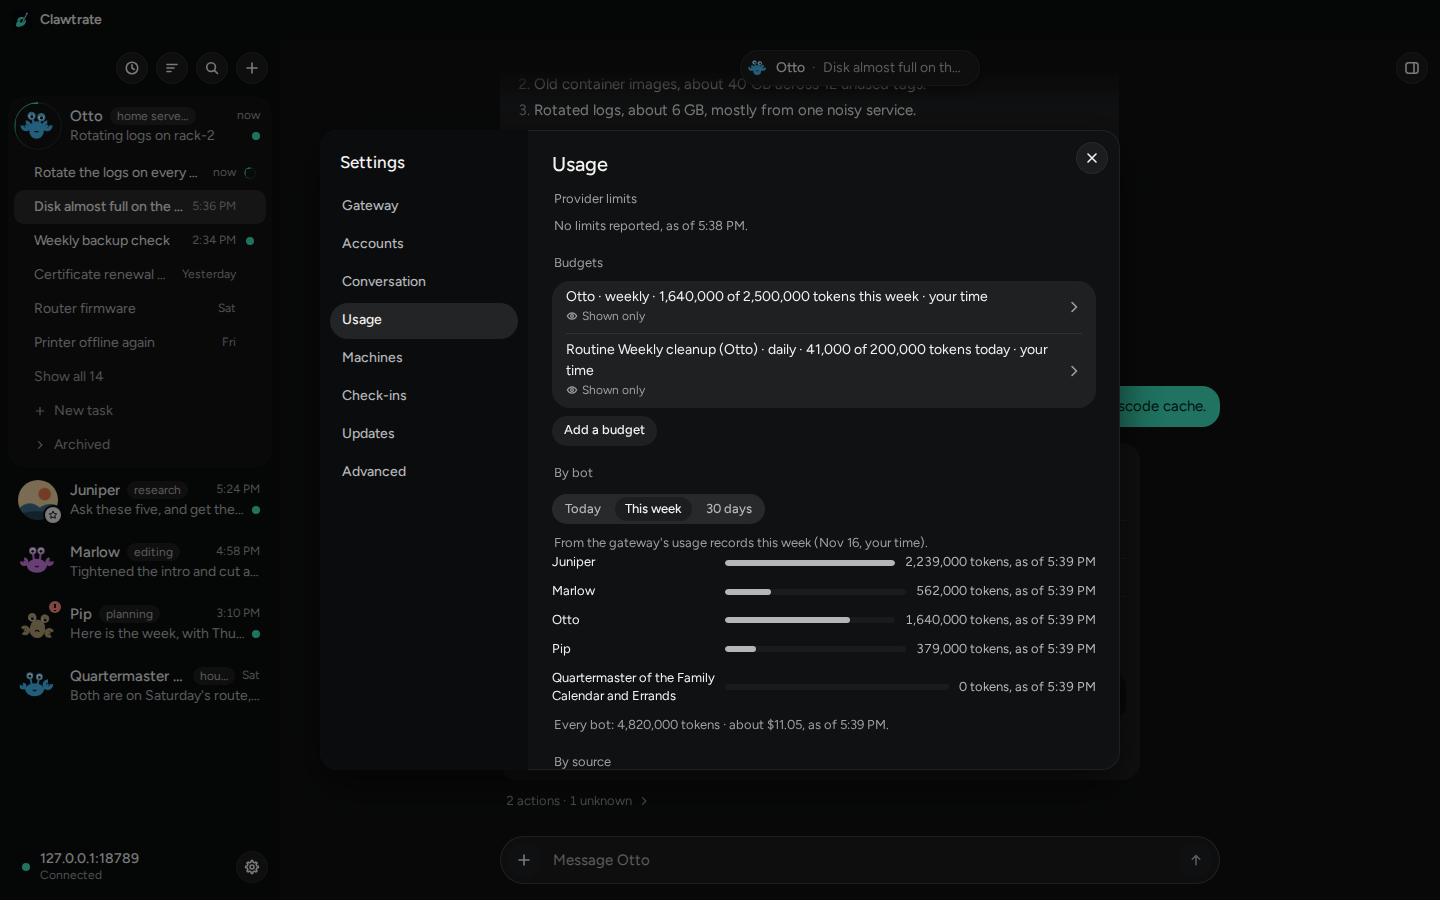 Clawtrate
Otto · Disk almost full on th...
2. Old container images, about 40 GB across 12 unused tags.
3. Rotated logs, about 6 GB, mostly from one noisy service.
Otto home serve... now
Rotating logs on rack-2
Rotate the logs on every ... now
Disk almost full on the ... 5:36 PM
Weekly backup check 2:34 PM
Certificate renewal ... Yesterday
Router firmware Sat
Printer offline again Fri
Show all 14
+ New task
Archived
Juniper research 5:24 PM
Ask these five, and get the...
Marlow editing 4:58 PM
Tightened the intro and cut a...
Pip planning 3:10 PM
Here is the week, with Thu...
Quartermaster ... hou... Sat
Both are on Saturday's route,...
127.0.0.1:18789
Connected
Settings
Gateway
Accounts
Conversation
Usage
Machines
Check-ins
Updates
Advanced
Usage
Provider limits
No limits reported, as of 5:38 PM.
Budgets
Otto · weekly · 1,640,000 of 2,500,000 tokens this week · your time
Shown only
Routine Weekly cleanup (Otto) · daily · 41,000 of 200,000 tokens today · your
time
Shown only
Add a budget
By bot
Today This week 30 days
From the gateway's usage records this week (Nov 16, your time).
Juniper 2,239,000 tokens, as of 5:39 PM
Marlow 562,000 tokens, as of 5:39 PM
Otto 1,640,000 tokens, as of 5:39 PM
Pip 379,000 tokens, as of 5:39 PM
Quartermaster of the Family
Calendar and Errands 0 tokens, as of 5:39 PM
Every bot: 4,820,000 tokens · about $11.05, as of 5:39 PM.
By source
scode cache.
2 actions · 1 unknown
Message Otto